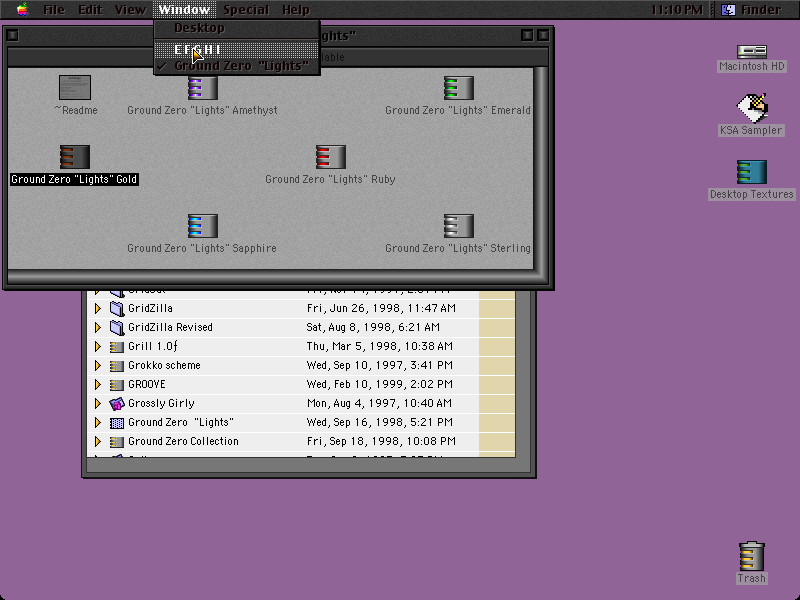 File Edit View Window Special Help 11:10 PM Finder
Desktop
E F G H I
Ground Zero "Lights"
ghts"
lable
~Readme
Ground Zero "Lights" Amethyst
Ground Zero "Lights" Emerald
Ground Zero "Lights" Gold
Ground Zero "Lights" Ruby
Ground Zero "Lights" Sapphire
Ground Zero "Lights" Sterling
GridZilla Fri, Jun 26, 1998, 11:47 AM
GridZilla Revised Sat, Aug 8, 1998, 6:21 AM
Grill 1.0f Thu, Mar 5, 1998, 10:38 AM
Grokko scheme Wed, Sep 10, 1997, 3:41 PM
GROOVE Wed, Feb 10, 1999, 2:02 PM
Grossly Girly Mon, Aug 4, 1997, 10:40 AM
Ground Zero "Lights" Wed, Sep 16, 1998, 5:21 PM
Ground Zero Collection Fri, Sep 18, 1998, 10:08 PM
Macintosh HD
KSA Sampler
Desktop Textures
Trash